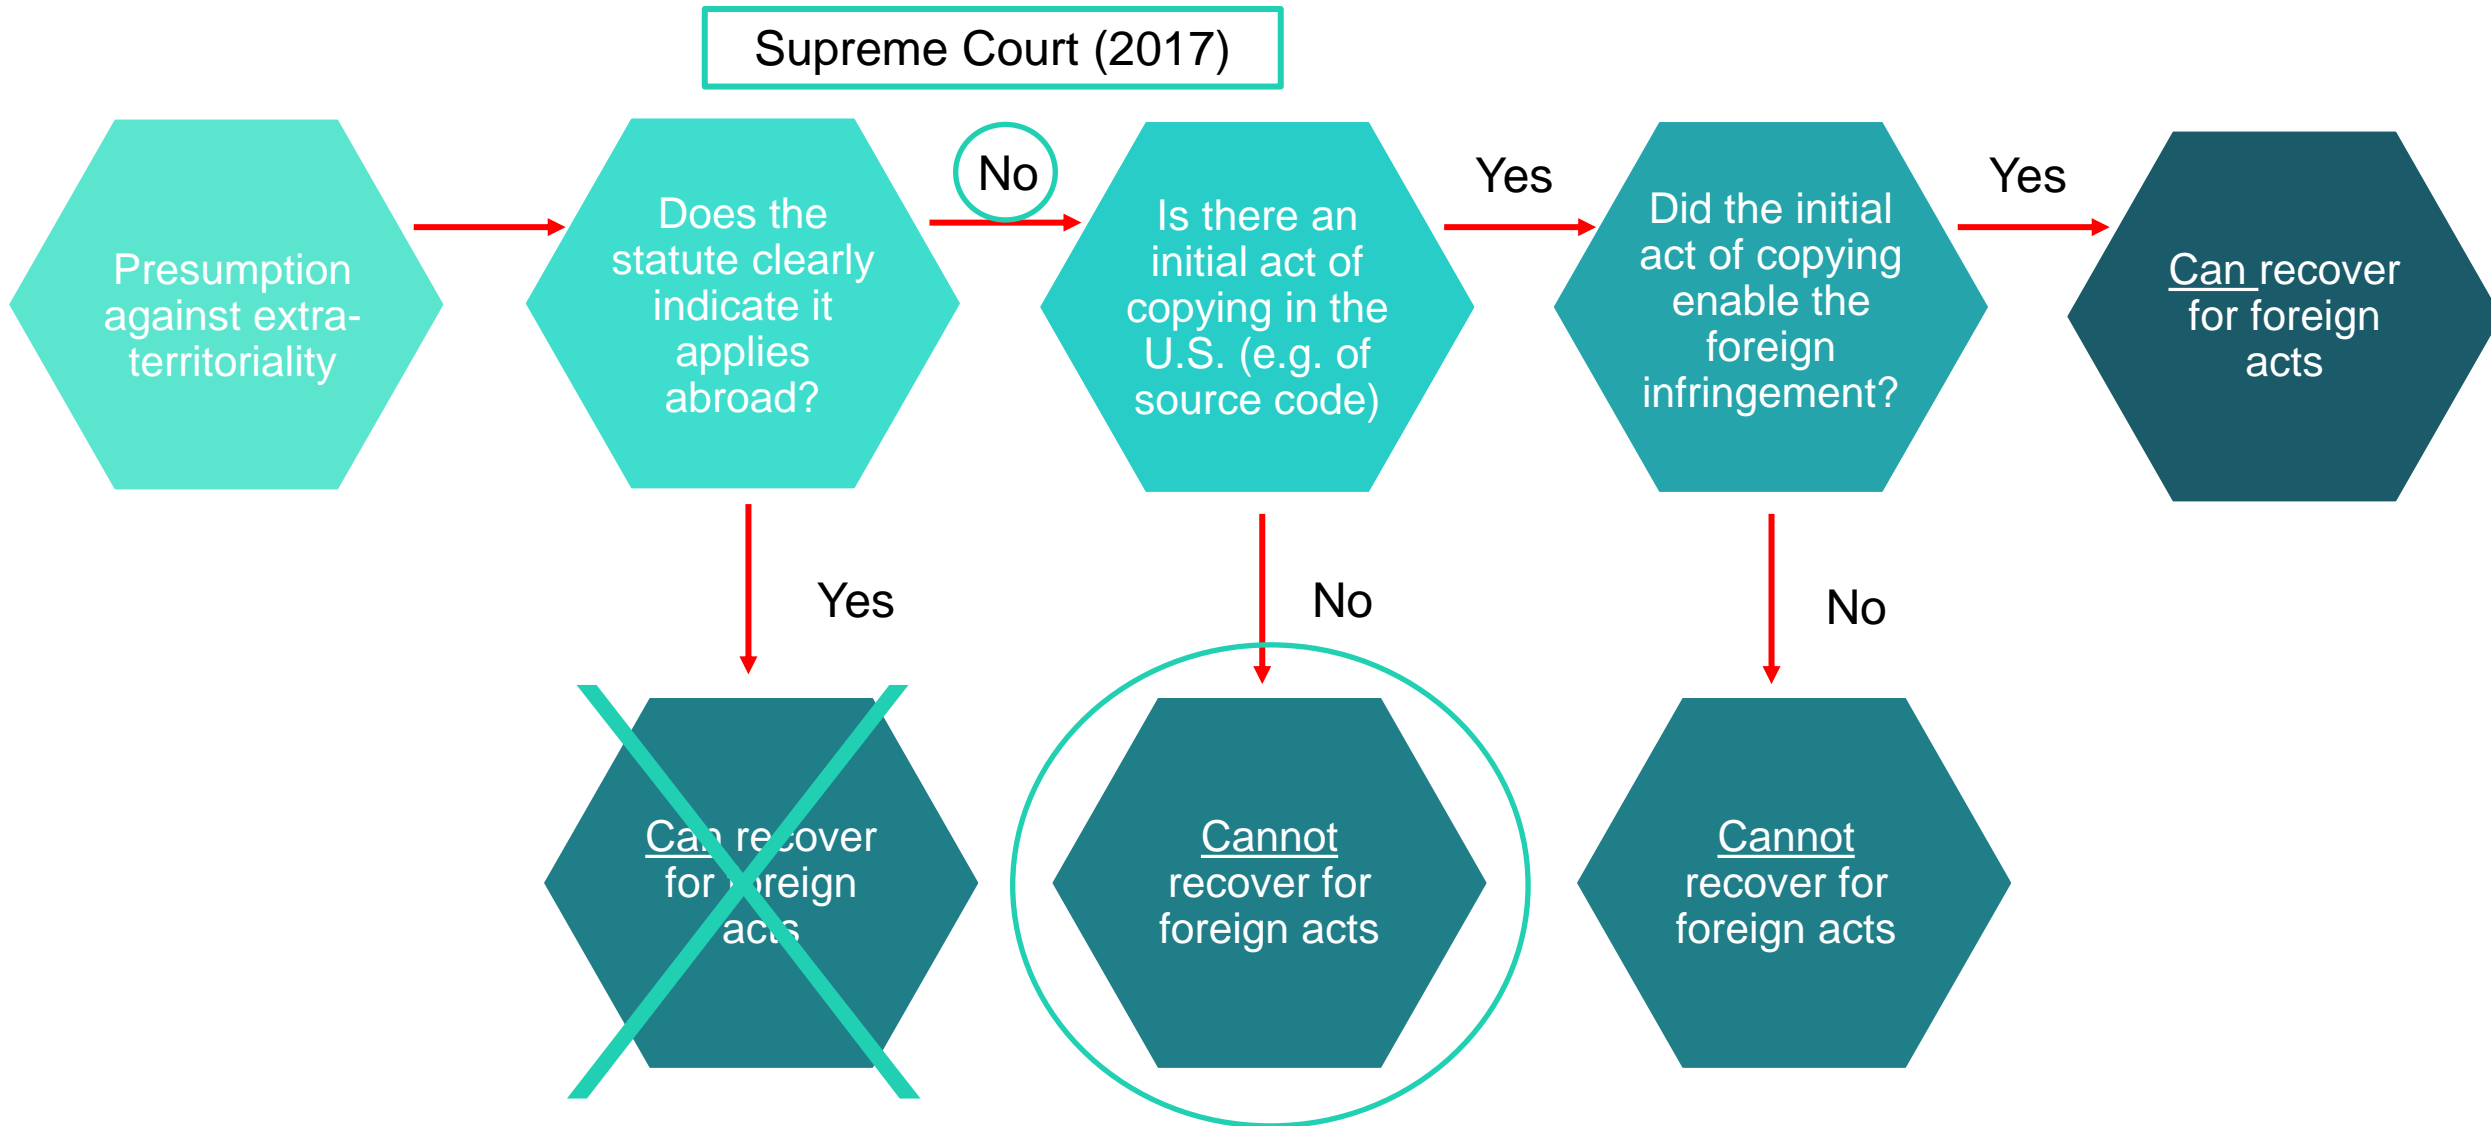 Supreme Court (2017)
Presumption
against extra-
territoriality
Does the
statute clearly
indicate it
applies
abroad?
No
Is there an
initial act of
copying in the
U.S. (e.g. of
source code)
Yes
Did the initial
act of copying
enable the
foreign
infringement?
Yes
Can recover
for foreign
acts
Yes
No
No
Can recover
for foreign
acts
Cannot
recover for
foreign acts
Cannot
recover for
foreign acts